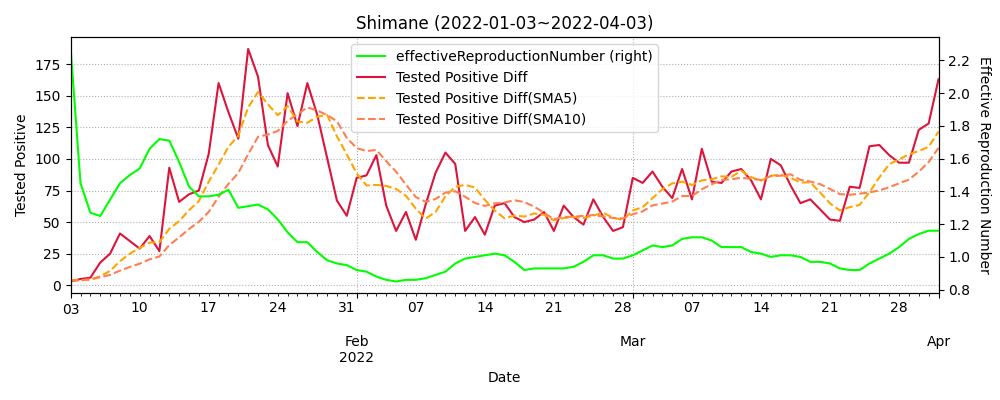 Shimane (2022-01-03~2022-04-03)
effectiveReproductionNumber (right)
Tested Positive Diff
Tested Positive Diff(SMA5)
Tested Positive Diff(SMA10)
Tested Positive
175
150
125
100
75
50
25
0
2.2
2.0
1.8
1.6
1.4
1.2
1.0
0.8
Effective Reproduction Number
03 10 17 24 31 07 14 21 28 07 14 21 28
Feb Mar Apr
2022
Date